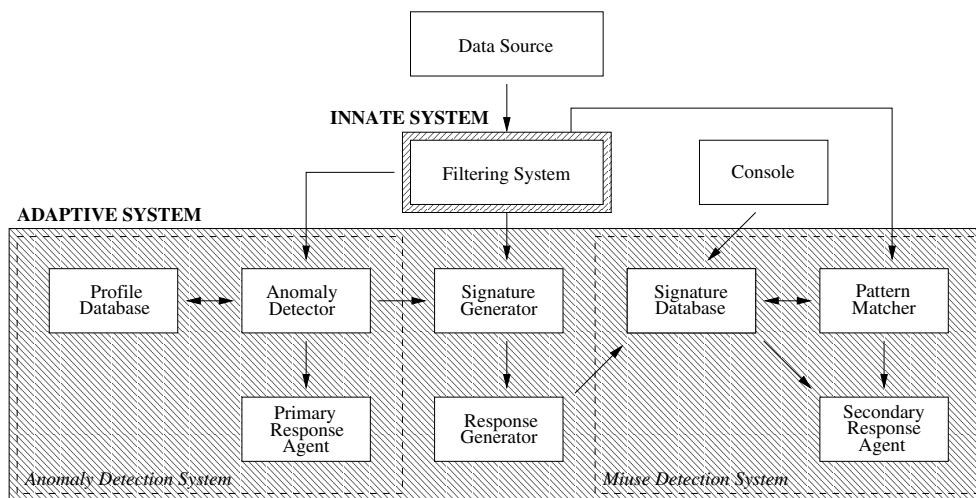 Data Source
INNATE SYSTEM
Filtering System
Console
ADAPTIVE SYSTEM
Profile
Database
Anomaly
Detector
Signature
Generator
Signature
Database
Pattern
Matcher
Primary
Response
Agent
Response
Generator
Secondary
Response
Agent
Anomaly Detection System
Miuse Detection System